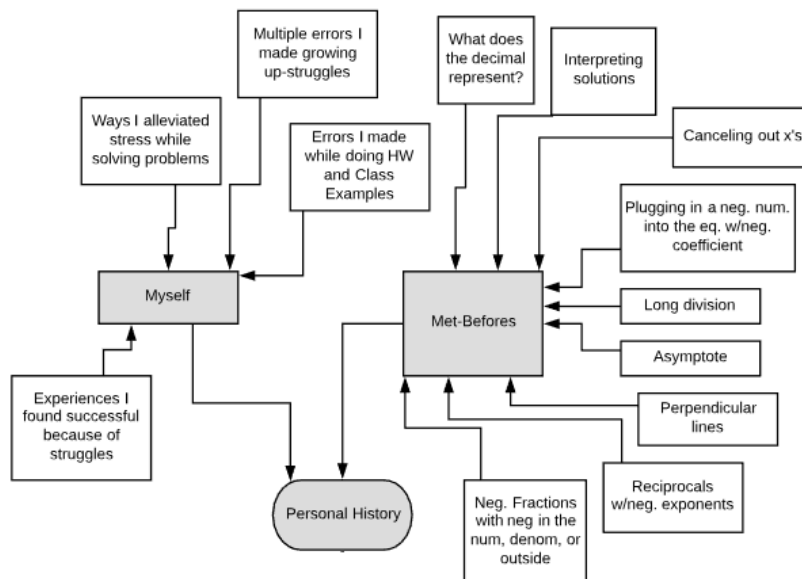 Multiple errors I
made growing
up-struggles
What does
the decimal
represent?
Interpreting
solutions
Ways I alleviated
stress while
solving problems
Errors I made
while doing HW
and Class
Examples
Canceling out x's
Plugging in a neg. num.
into the eq. w/neg.
coefficient
Myself
Met-Befores
Long division
Asymptote
Experiences I
found successful
because of
struggles
Perpendicular
lines
Personal History
Neg. Fractions
with neg in the
num, denom, or
outside
Reciprocals
w/neg. exponents